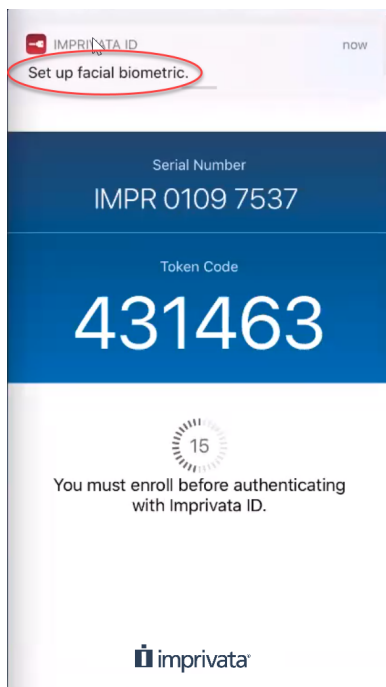 IMPRIVATA ID now
Set up facial biometric.
Serial Number
IMPR 0109 7537
Token Code
431463
15
You must enroll before authenticating
with Imprivata ID.
imprivata®